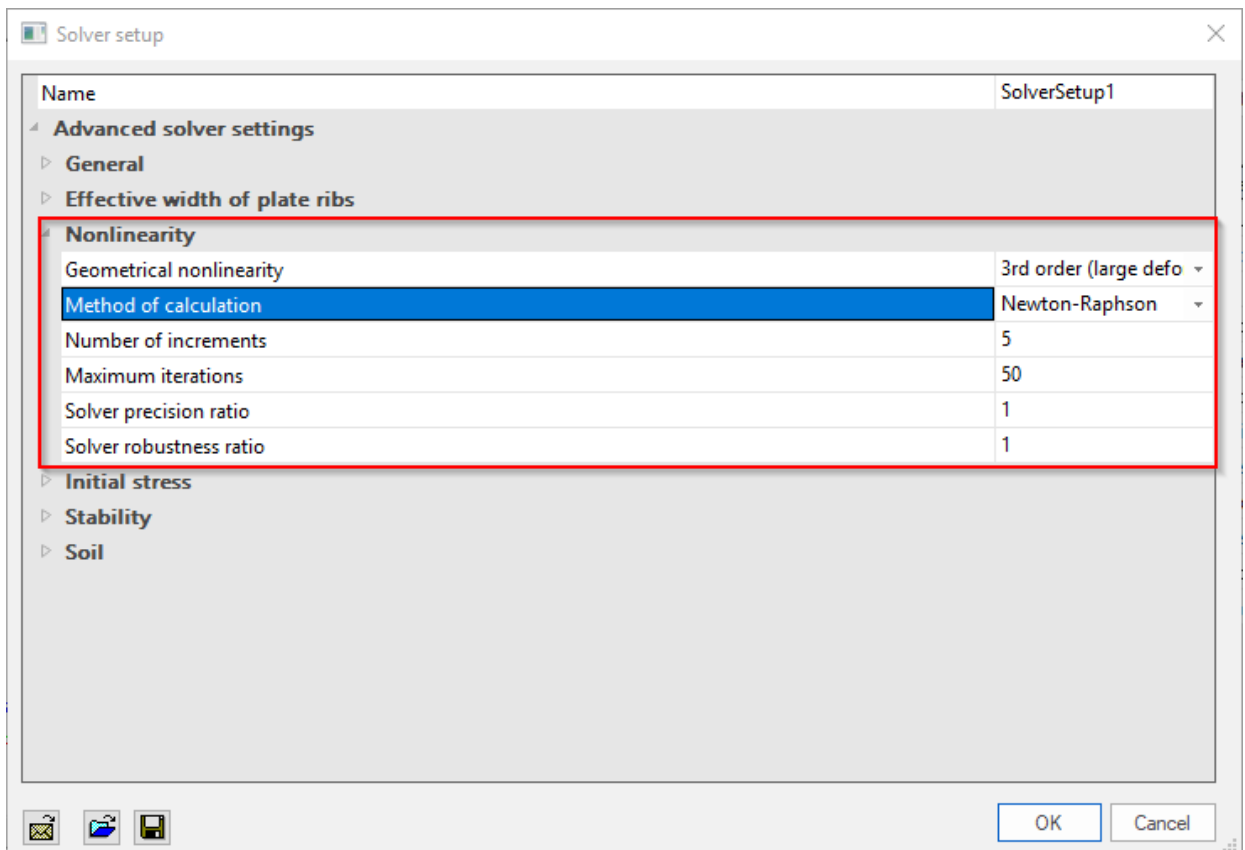 Solver setup
Name SolverSetup1
Advanced solver settings
General
Effective width of plate ribs
Nonlinearity
Geometrical nonlinearity 3rd order (large defo
Method of calculation Newton-Raphson
Number of increments 5
Maximum iterations 50
Solver precision ratio 1
Solver robustness ratio 1
Initial stress
Stability
Soil
OK Cancel